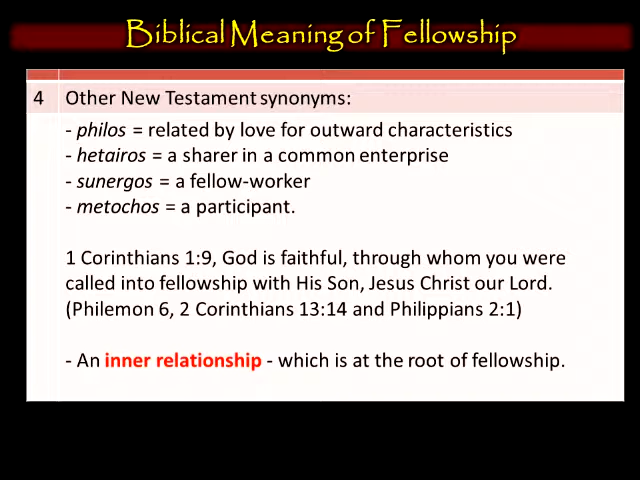 Biblical Meaning of Fellowship
4 Other New Testament synonyms:
- philos = related by love for outward characteristics
- hetairos = a sharer in a common enterprise
- sunergos = a fellow-worker
- metochos = a participant.
1 Corinthians 1:9, God is faithful, through whom you were
called into fellowship with His Son, Jesus Christ our Lord.
(Philemon 6, 2 Corinthians 13:14 and Philippians 2:1)
- An inner relationship - which is at the root of fellowship.